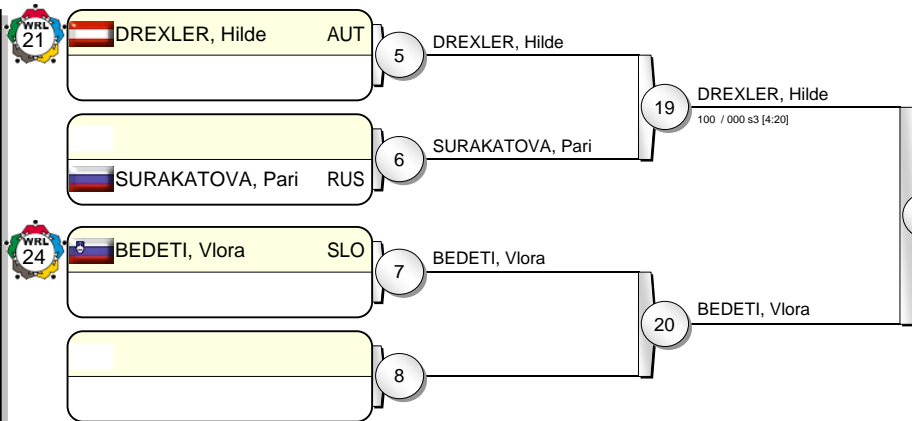 WRL
21
DREXLER, Hilde AUT
5
DREXLER, Hilde
19
DREXLER, Hilde
100 / 000 s3 [4:20]
6
SURAKATOVA, Pari
SURAKATOVA, Pari RUS
WRL
24
BEDETI, Vlora SLO
7
BEDETI, Vlora
20
BEDETI, Vlora
8